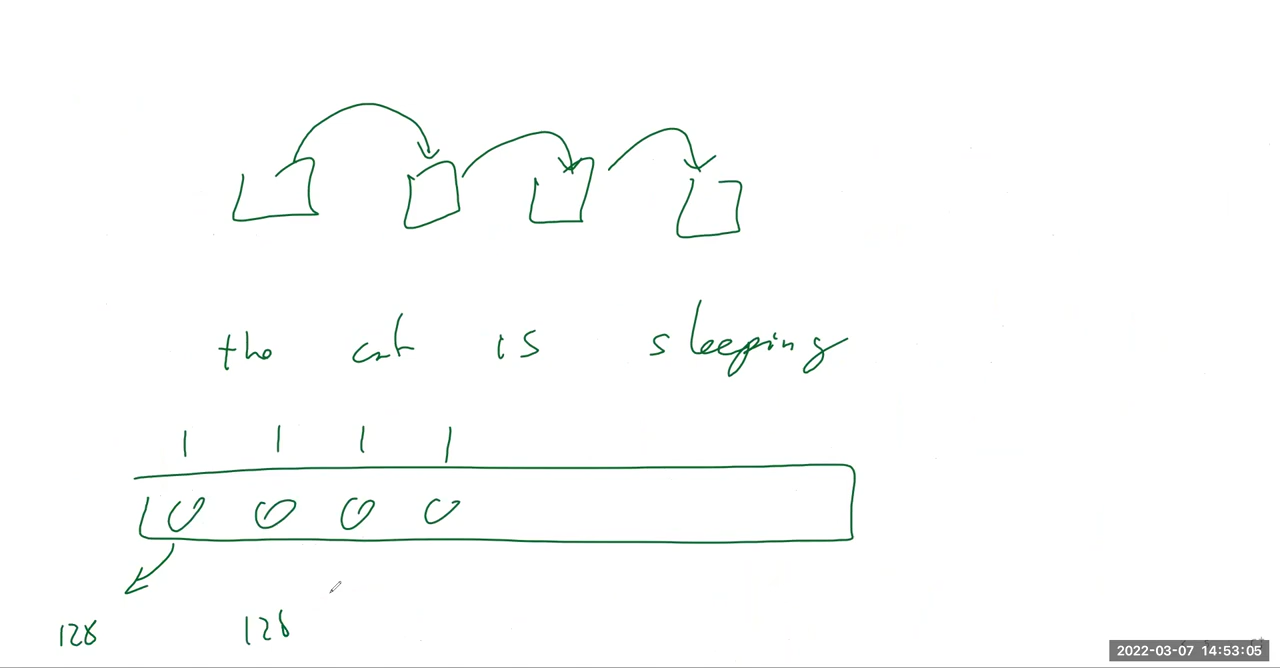 the cat is sleeping
1 1 1 1
0 0 0 0
128 128
2022-03-07 14:53:05